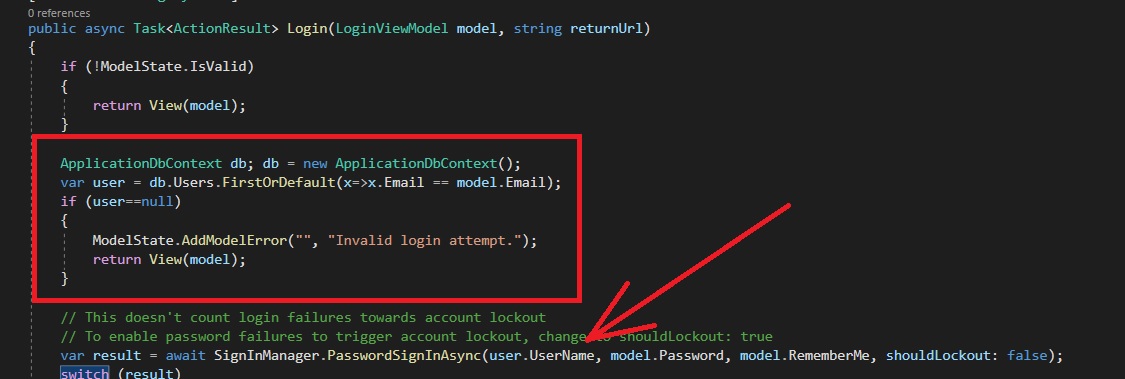 0 references
public async Task<ActionResult> Login(LoginViewModel model, string returnUrl)
{
if (!ModelState.IsValid)
{
return View(model);
}
ApplicationDbContext db; db = new ApplicationDbContext();
var user = db.Users.FirstOrDefault(x=>x.Email == model.Email);
if (user==null)
{
ModelState.AddModelError("", "Invalid login attempt.");
return View(model);
}
// This doesn't count login failures towards account lockout
// To enable password failures to trigger account lockout, change to shouldLockout: true
var result = await SignInManager.PasswordSignInAsync(user.UserName, model.Password, model.RememberMe, shouldLockout: false);
switch (result)